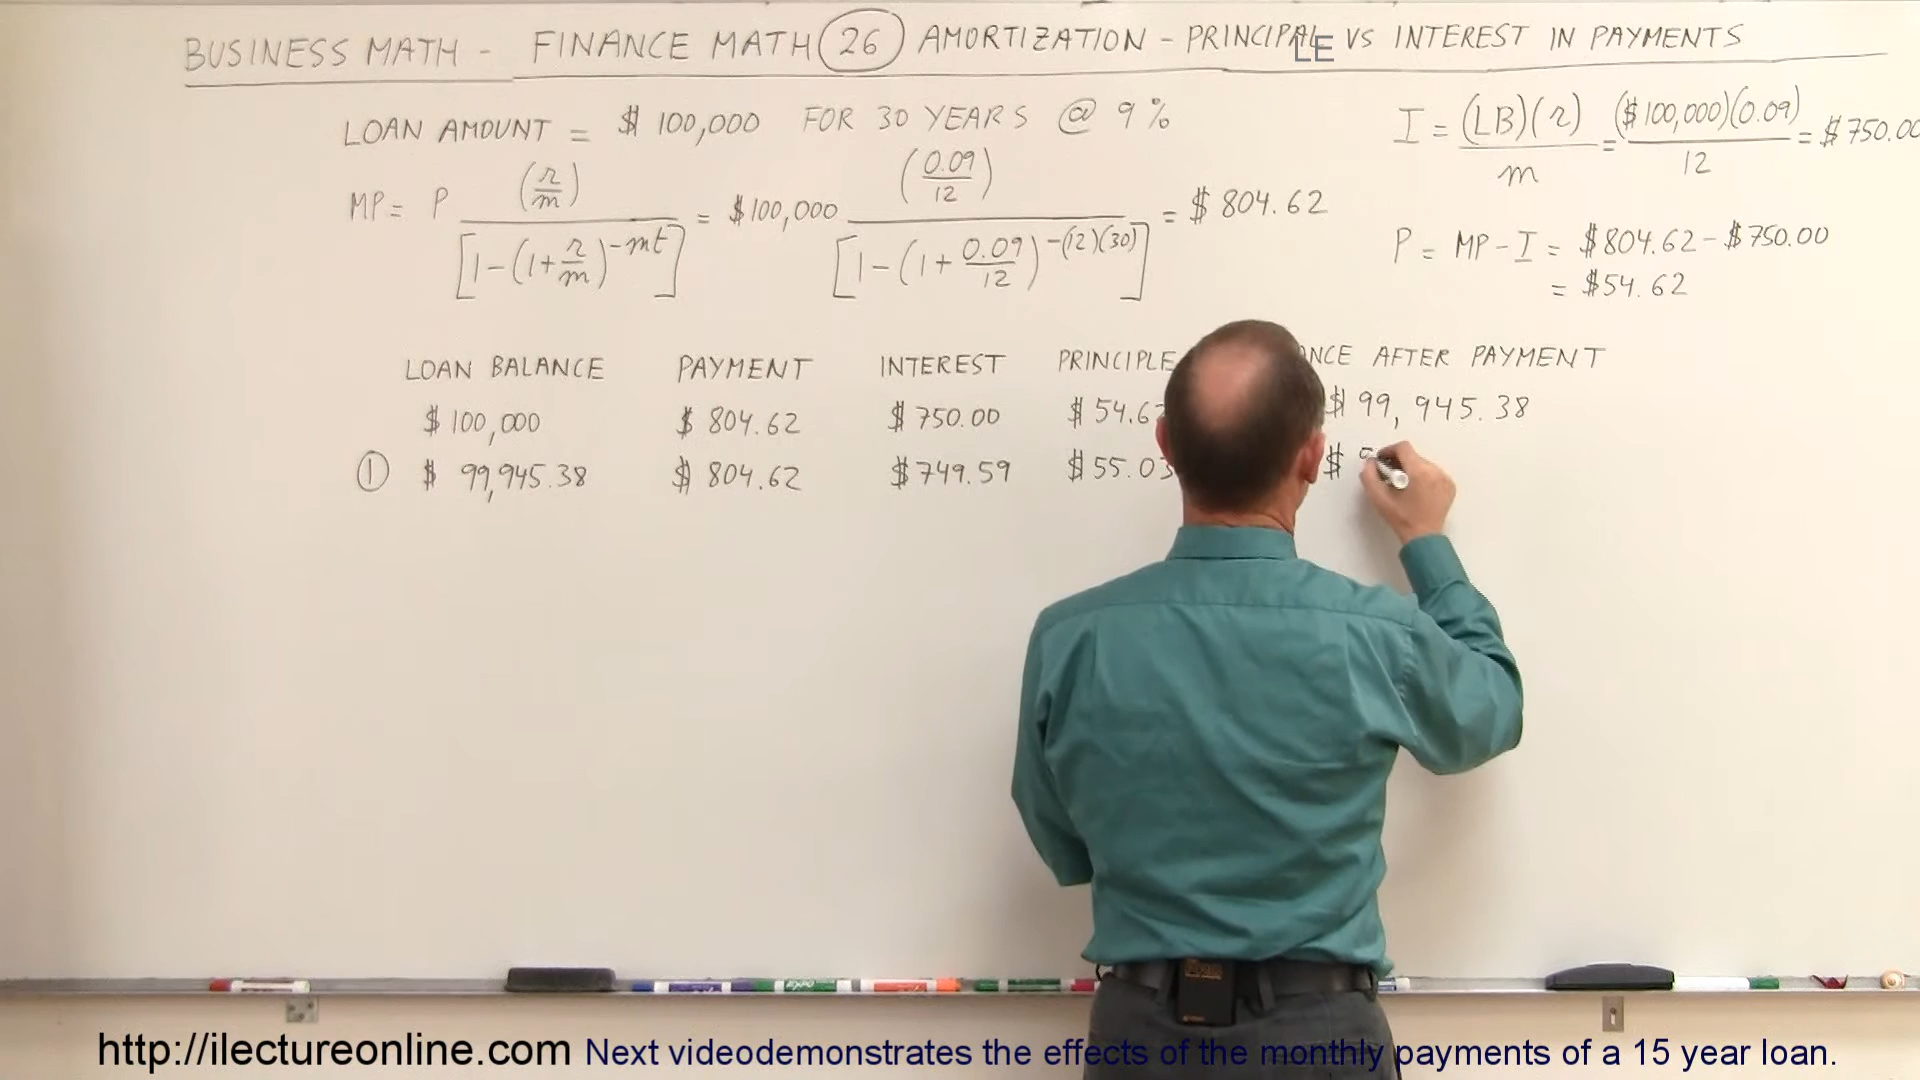 BUSINESS MATH - FINANCE MATH 26 AMORTIZATION - PRINCIPLE VS INTEREST IN PAYMENTS
LOAN AMOUNT = $ 100,000 FOR 30 YEARS @ 9%
I = (LB)(r) / m = ($100,000)(0.09) / 12 = $750.00
MP = P (r/m) / [1-(1+r/m)^-mt] = $100,000 (0.09/12) / [1-(1+0.09/12)^-(12)(30)] = $804.62
P = MP - I = $804.62 - $750.00
= $54.62
LOAN BALANCE PAYMENT INTEREST PRINCIPLE AFTER PAYMENT
$100,000 $804.62 $750.00 $54.62 $99,945.38
① $99,945.38 $804.62 $749.59 $55.03 $
http://ilectureonline.com Next videodemonstrates the effects of the monthly payments of a 15 year loan.